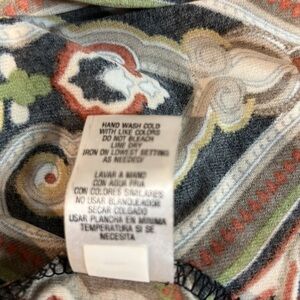 HAND WASH COLD
WITH LIKE COLORS
DO NOT BLEACH
LINE DRY
IRON ON LOWEST SETTING
AS NEEDED
LAVAR A MANO
CON AGUA FRIA
CON COLORES SIMILARES
NO USAR BLANQUEADOR
SECAR COLGADO
USAR PLANCHA EN MINIMA
TEMPERATURA SI SE
NECESITA